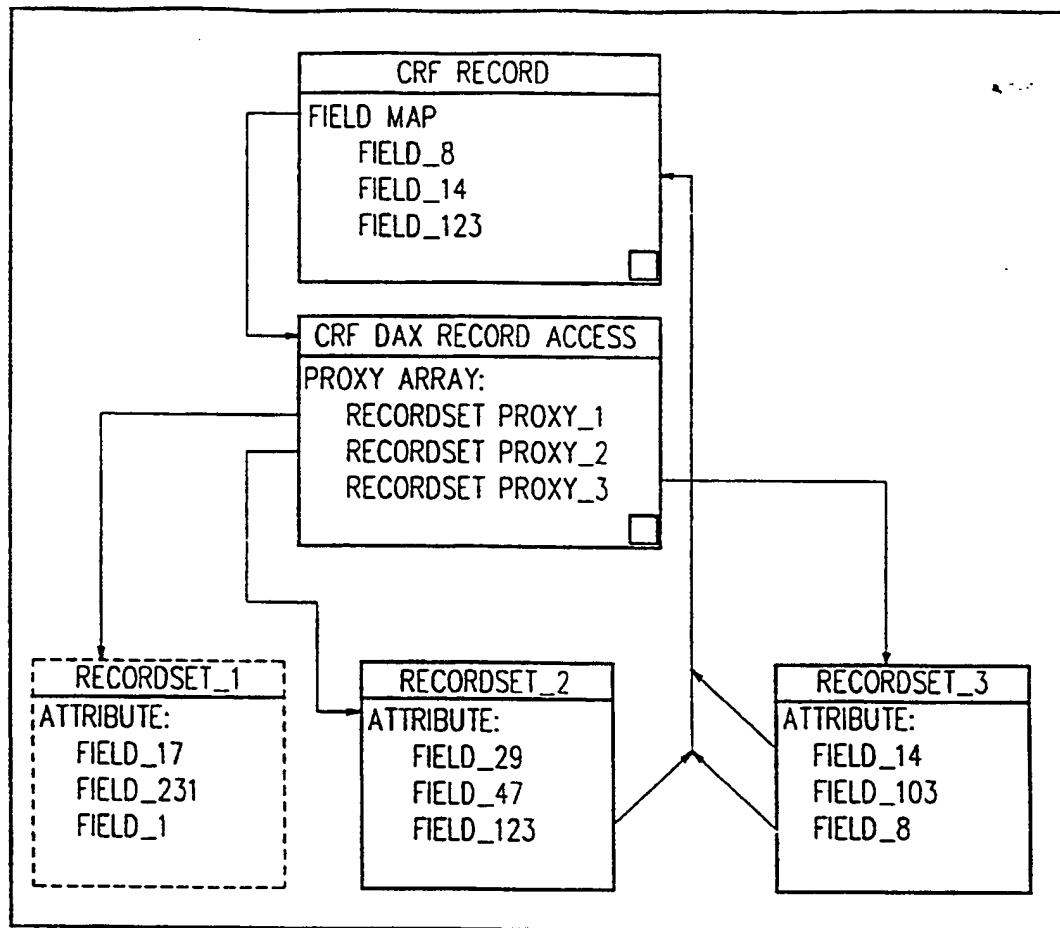 CRF RECORD
FIELD MAP
FIELD_8
FIELD_14
FIELD_123
CRF DAX RECORD ACCESS
PROXY ARRAY:
RECORDSET PROXY_1
RECORDSET PROXY_2
RECORDSET PROXY_3
RECORDSET_1
ATTRIBUTE:
FIELD_17
FIELD_231
FIELD_1
RECORDSET_2
ATTRIBUTE:
FIELD_29
FIELD_47
FIELD_123
RECORDSET_3
ATTRIBUTE:
FIELD_14
FIELD_103
FIELD_8